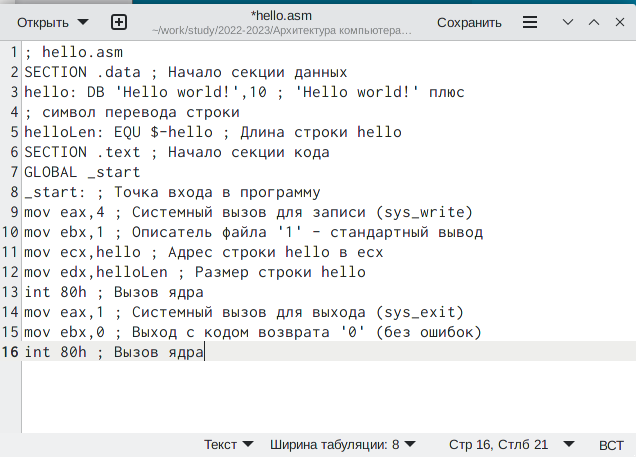 Открыть
*hello.asm
~/work/study/2022-2023/Архитектура компьютера…
Сохранить
1 ; hello.asm
2 SECTION .data ; Начало секции данных
3 hello: DB 'Hello world!',10 ; 'Hello world!' плюс
4 ; символ перевода строки
5 helloLen: EQU $-hello ; Длина строки hello
6 SECTION .text ; Начало секции кода
7 GLOBAL _start
8 _start: ; Точка входа в программу
9 mov eax,4 ; Системный вызов для записи (sys_write)
10 mov ebx,1 ; Описатель файла '1' - стандартный вывод
11 mov ecx,hello ; Адрес строки hello в ecx
12 mov edx,helloLen ; Размер строки hello
13 int 80h ; Вызов ядра
14 mov eax,1 ; Системный вызов для выхода (sys_exit)
15 mov ebx,0 ; Выход с кодом возврата '0' (без ошибок)
16 int 80h ; Вызов ядра
Текст Ширина табуляции: 8 Стр 16, Стлб 21 ВСТ